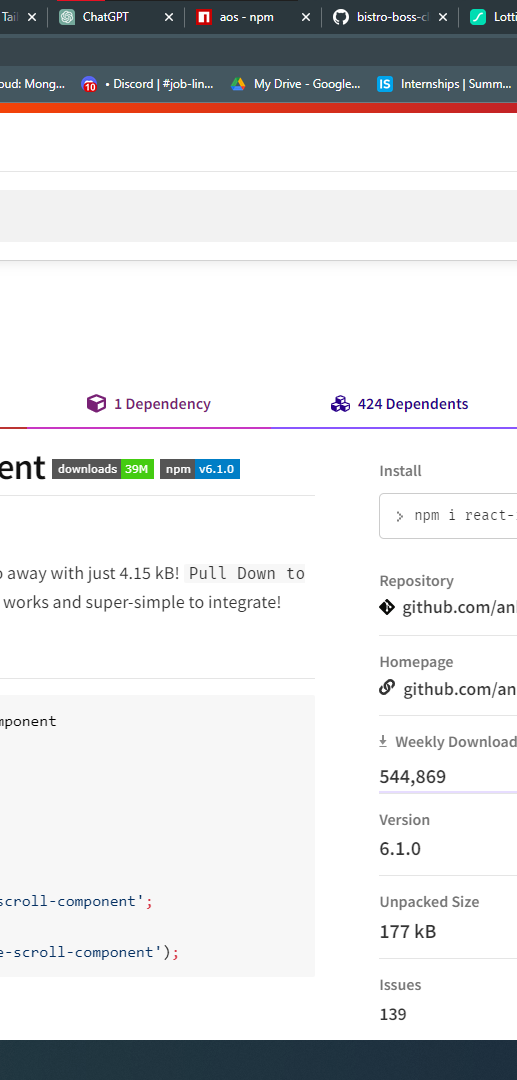 Tail ChatGPT aos - npm bistro-boss-cl Lotti
oud: Mong... • Discord | #job-lin... My Drive - Google... Internships | Summ...
10
IS
1 Dependency 424 Dependents
ent downloads 39M npm v6.1.0
Install
> npm i react-
o away with just 4.15 kB! Pull Down to
works and super-simple to integrate!
Repository
github.com/an
Homepage
github.com/an
mponent
Weekly Download
544,869
Version
6.1.0
scroll-component';
Unpacked Size
177 kB
e-scroll-component');
Issues
139